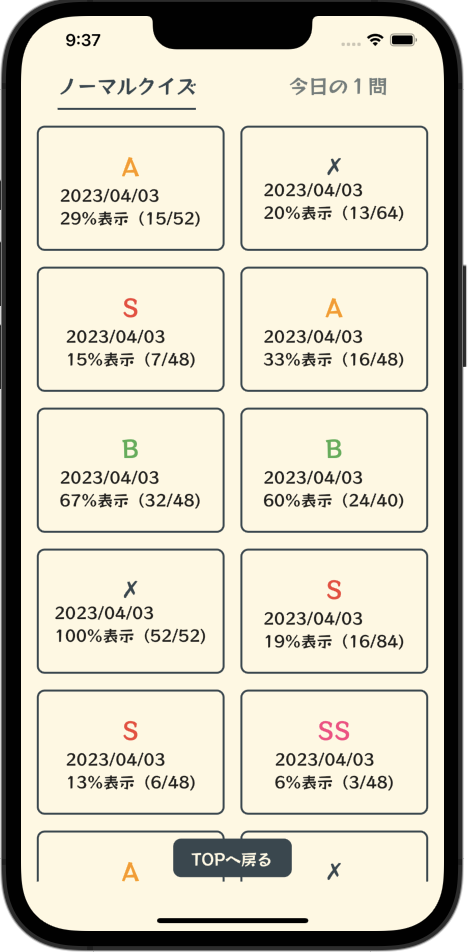 9:37
ノーマルクイズ
今日の１問
A
2023/04/03
29%表示（15/52）
✗
2023/04/03
20%表示（13/64）
S
2023/04/03
15%表示（7/48）
A
2023/04/03
33%表示（16/48）
B
2023/04/03
67%表示（32/48）
B
2023/04/03
60%表示（24/40）
✗
2023/04/03
100%表示（52/52）
S
2023/04/03
19%表示（16/84）
S
2023/04/03
13%表示（6/48）
SS
2023/04/03
6%表示（3/48）
A
✗
TOPへ戻る